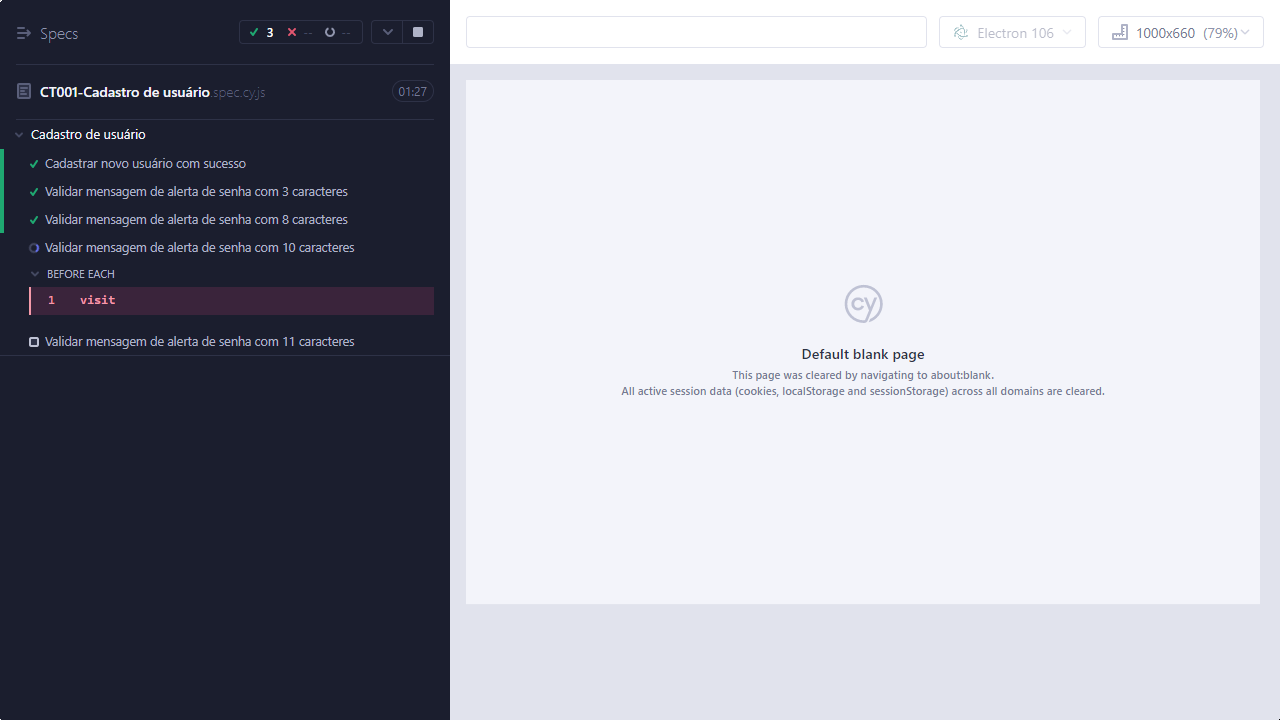 Specs
3 -- --
CT001-Cadastro de usuário.spec.cy.js 01:27
Cadastro de usuário
Cadastrar novo usuário com sucesso
Validar mensagem de alerta de senha com 3 caracteres
Validar mensagem de alerta de senha com 8 caracteres
Validar mensagem de alerta de senha com 10 caracteres
BEFORE EACH
1 visit
Validar mensagem de alerta de senha com 11 caracteres
Electron 106 1000x660 (79%)
cy
Default blank page
This page was cleared by navigating to about:blank.
All active session data (cookies, localStorage and sessionStorage) across all domains are cleared.